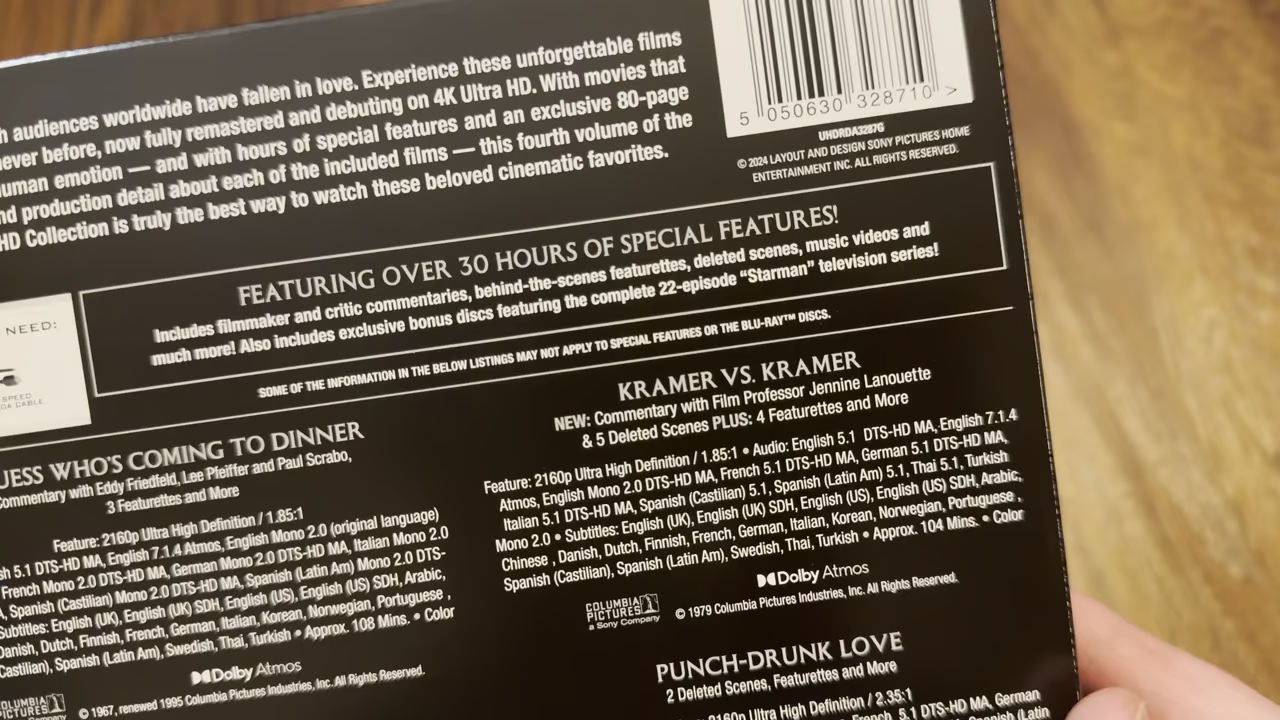 h audiences worldwide have fallen in love. Experience these unforgettable films
never before, now fully remastered and debuting on 4K Ultra HD. With movies that
uman emotion — and with hours of special features and an exclusive 80-page
nd production detail about each of the included films — this fourth volume of the
HD Collection is truly the best way to watch these beloved cinematic favorites.
5 050630 328710 >
UHDRDA3287G
© 2024 LAYOUT AND DESIGN SONY PICTURES HOME
ENTERTAINMENT INC. ALL RIGHTS RESERVED.
FEATURING OVER 30 HOURS OF SPECIAL FEATURES!
Includes filmmaker and critic commentaries, behind-the-scenes featurettes, deleted scenes, music videos and
much more! Also includes exclusive bonus discs featuring the complete 22-episode “Starman” television series!
NEED:
-SPEED
CABLE
SOME OF THE INFORMATION IN THE BELOW LISTINGS MAY NOT APPLY TO SPECIAL FEATURES OR THE BLU-RAY™ DISCS.
UESS WHO'S COMING TO DINNER
Commentary with Eddy Friedfeld, Lee Pfeiffer and Paul Scrabo,
3 Featurettes and More
Feature: 2160p Ultra High Definition / 1.85:1
sh 5.1 DTS-HD MA, English 7.1.4 Atmos, English Mono 2.0 (original language)
French Mono 2.0 DTS-HD MA, German Mono 2.0 DTS-HD MA, Italian Mono 2.0
A, Spanish (Castilian) Mono 2.0 DTS-HD MA, Spanish (Latin Am) Mono 2.0 DTS-
Subtitles: English (UK), English (UK) SDH, English (US), English (US) SDH, Arabic,
Danish, Dutch, Finnish, French, German, Italian, Korean, Norwegian, Portuguese ,
Castilian), Spanish (Latin Am), Swedish, Thai, Turkish • Approx. 108 Mins. • Color
Dolby Atmos
COLUMBIA
PICTURES
© 1967, renewed 1995 Columbia Pictures Industries, Inc. All Rights Reserved.
KRAMER VS. KRAMER
NEW: Commentary with Film Professor Jennine Lanouette
& 5 Deleted Scenes PLUS: 4 Featurettes and More
Feature: 2160p Ultra High Definition / 1.85:1 • Audio: English 5.1 DTS-HD MA, English 7.1.4
Atmos, English Mono 2.0 DTS-HD MA, French 5.1 DTS-HD MA, German 5.1 DTS-HD MA,
Italian 5.1 DTS-HD MA, Spanish (Castilian) 5.1, Spanish (Latin Am) 5.1, Thai 5.1, Turkish
Mono 2.0 • Subtitles: English (UK), English (UK) SDH, English (US), English (US) SDH, Arabic,
Chinese , Danish, Dutch, Finnish, French, German, Italian, Korean, Norwegian, Portuguese ,
Spanish (Castilian), Spanish (Latin Am), Swedish, Thai, Turkish • Approx. 104 Mins. • Color
Dolby Atmos
COLUMBIA
PICTURES
a Sony Company
© 1979 Columbia Pictures Industries, Inc. All Rights Reserved.
PUNCH-DRUNK LOVE
2 Deleted Scenes, Featurettes and More
2160p Ultra High Definition / 2.35:1
French 5.1 DTS-HD MA, German
Spanish (Latin